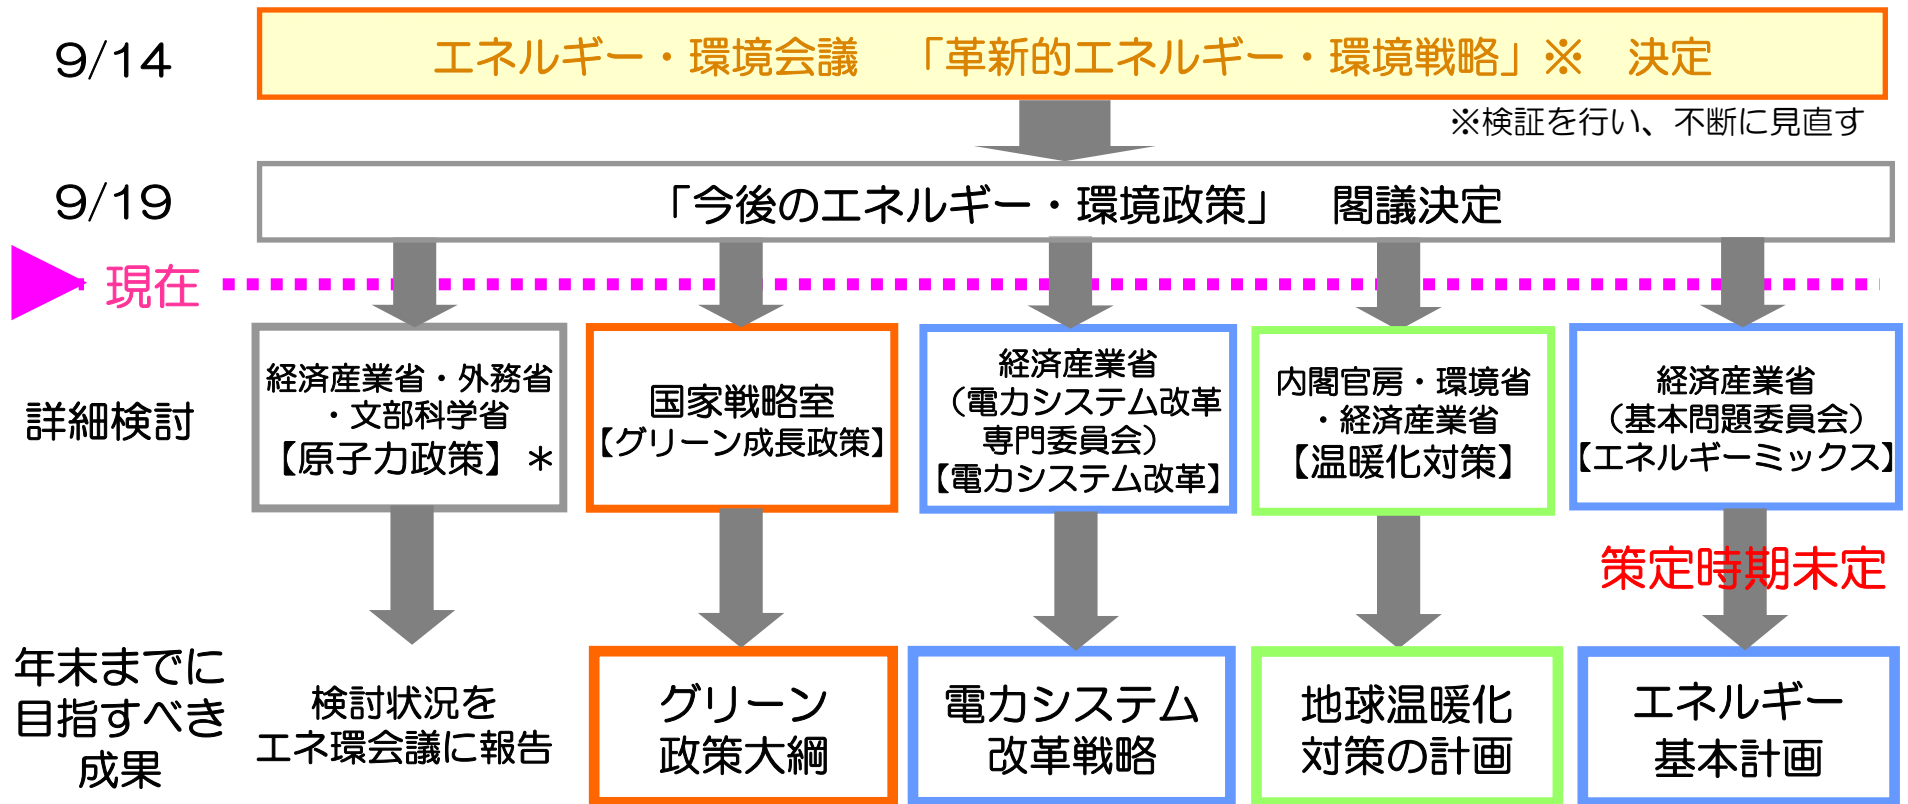 9/14
エネルギー・環境会議　「革新的エネルギー・環境戦略」※　決定
※検証を行い、不断に見直す
9/19
「今後のエネルギー・環境政策」　閣議決定
現在
詳細検討
経済産業省・外務省
・文部科学省
【原子力政策】＊
国家戦略室
【グリーン成長政策】
経済産業省
（電力システム改革
専門委員会）
【電力システム改革】
内閣官房・環境省
・経済産業省
【温暖化対策】
経済産業省
（基本問題委員会）
【エネルギーミックス】
策定時期未定
年末までに
目指すべき
成果
検討状況を
エネ環会議に報告
グリーン
政策大綱
電力システム
改革戦略
地球温暖化
対策の計画
エネルギー
基本計画